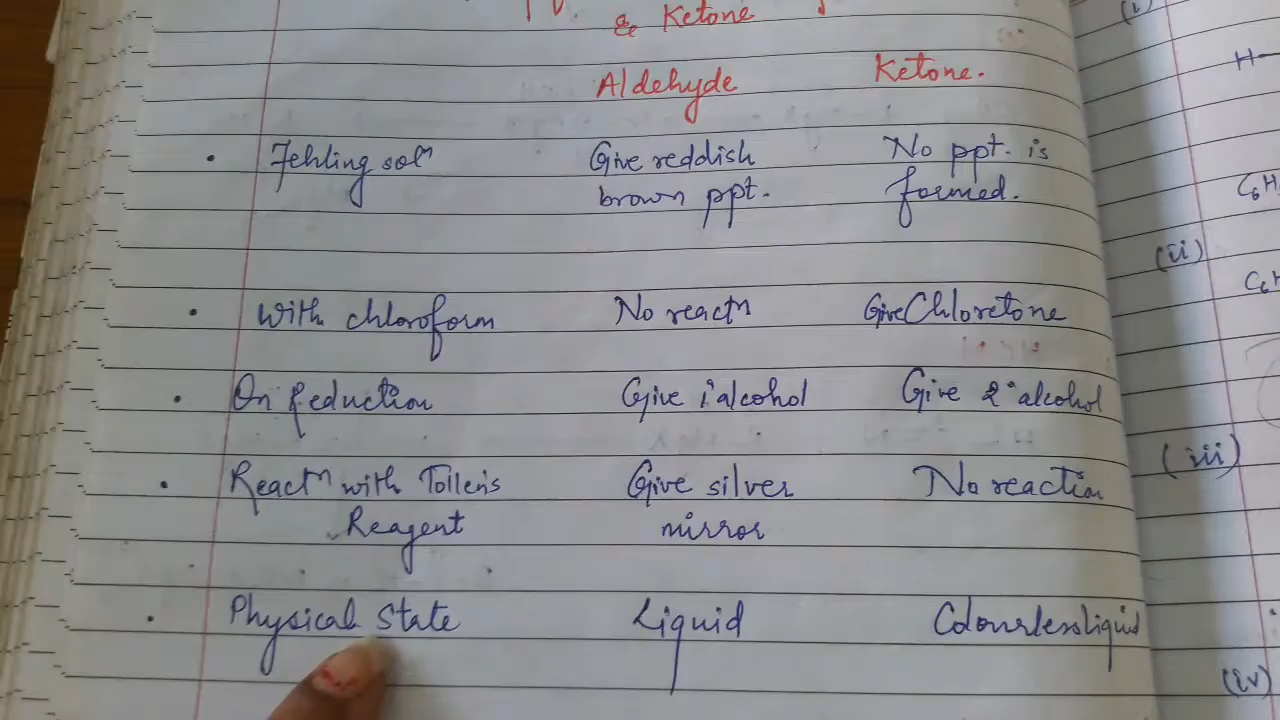 & Ketone
Aldehyde Ketone.
• Fehling solⁿ Give reddish No ppt. is
brown ppt. formed.
• With chloroform No reactⁿ Give Chloretone
• On Reduction Give 1° alcohol Give 2° alcohol
• Reactⁿ with Tollen's Give silver No reaction
Reagent mirror
• Physical State Liquid Colourless liquid
(i)
H-
C6H
(ii)
C6H
(iii)
(iv)